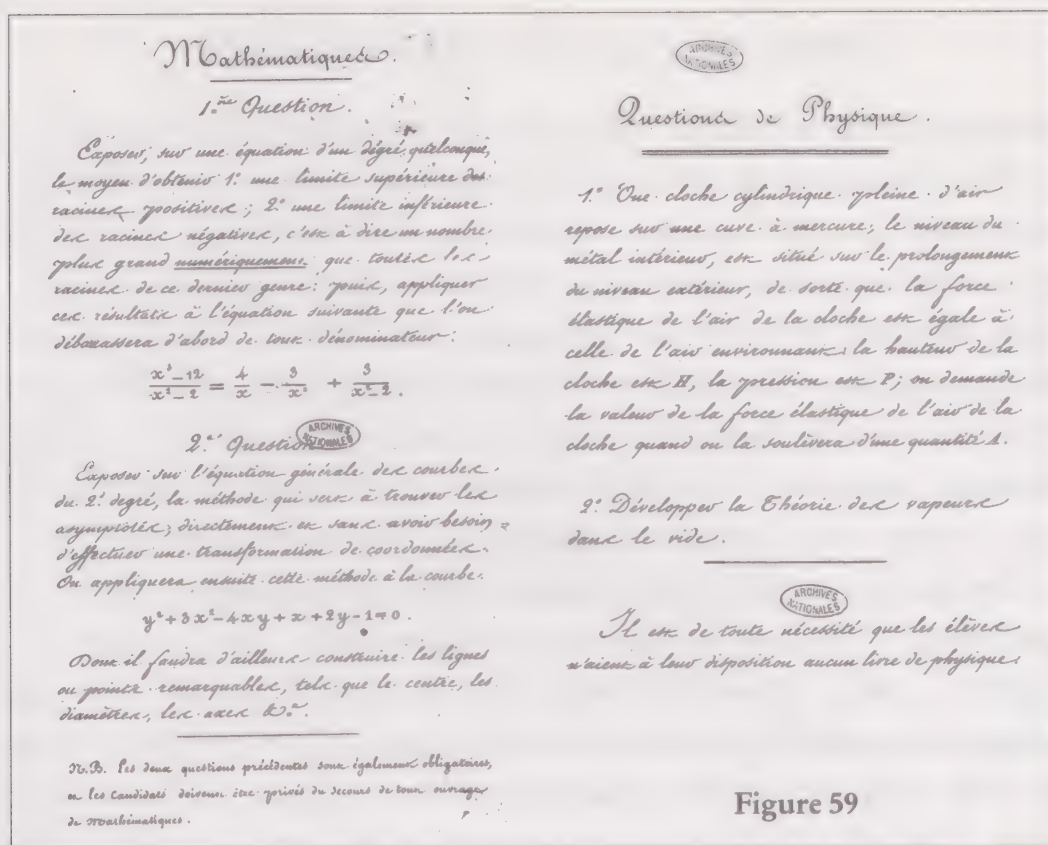 Mathématiques.
1.ère Question.
Exposer, sur une équation d'un dégré quelconque,
le moyen d'obtenir 1.° une limite supérieure des
racines positives ; 2.° une limite inférieure
des racines négatives, c'est à dire un nombre
plus grand numériquement que toutes les
racines de ce dernier genre : puis, appliquer
ces résultats à l'équation suivante que l'on
débarassera d'abord de tout dénominateur :
x³-12/x²-2 = 4/x - 3/x² + 3/x²-2.
2.e Question
Exposer sur l'équation générale des courbes
du 2.e degré, la méthode qui sert à trouver les
asymptotes, directement et sans avoir besoin
d'effectuer une transformation de coordonnées.
On appliquera ensuite cette méthode à la courbe.
y²+3x²-4xy+x+2y-1=0.
Dont il faudra d'ailleurs construire les lignes
ou points remarquables, tels que le centre, les
diamètres, les axes &.a
N.B. Les deux questions précédentes sont également obligatoires,
et les Candidats doivent être privés du secours de tout ouvrage
de mathématiques.
ARCHIVES
NATIONALES
ARCHIVES
NATIONALES
Questions de Physique.
1.° Une cloche cylindrique pleine d'air
repose sur une cuve à mercure ; le niveau du
métal intérieur, est situé sur le prolongement
du niveau extérieur, de sorte que la force
élastique de l'air de la cloche est égale à
celle de l'air environnant : la hauteur de la
cloche est H, la pression est P ; on demande
la valeur de la force élastique de l'air de la
cloche quand on la soulèvera d'une quantité
2.° Développer la Théorie des vapeurs
dans le vide.
ARCHIVES
NATIONALES
Il est de toute nécessité que les élèves
n'aient à leur disposition aucun livre de physique.
Figure 59